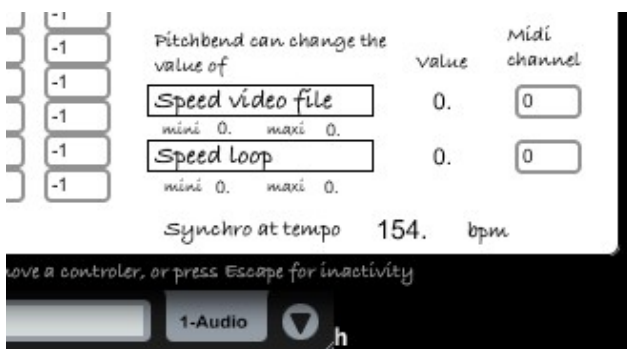 -1
-1
-1
-1
-1
-1
Pitchbend can change the
value of
Value
Midi
channel
Speed video file
0.
0
mini 0. maxi 0.
Speed loop
0.
0
mini 0. maxi 0.
Synchro at tempo 154. bpm
a controler, or press Escape for inactivity
1-Audio
h